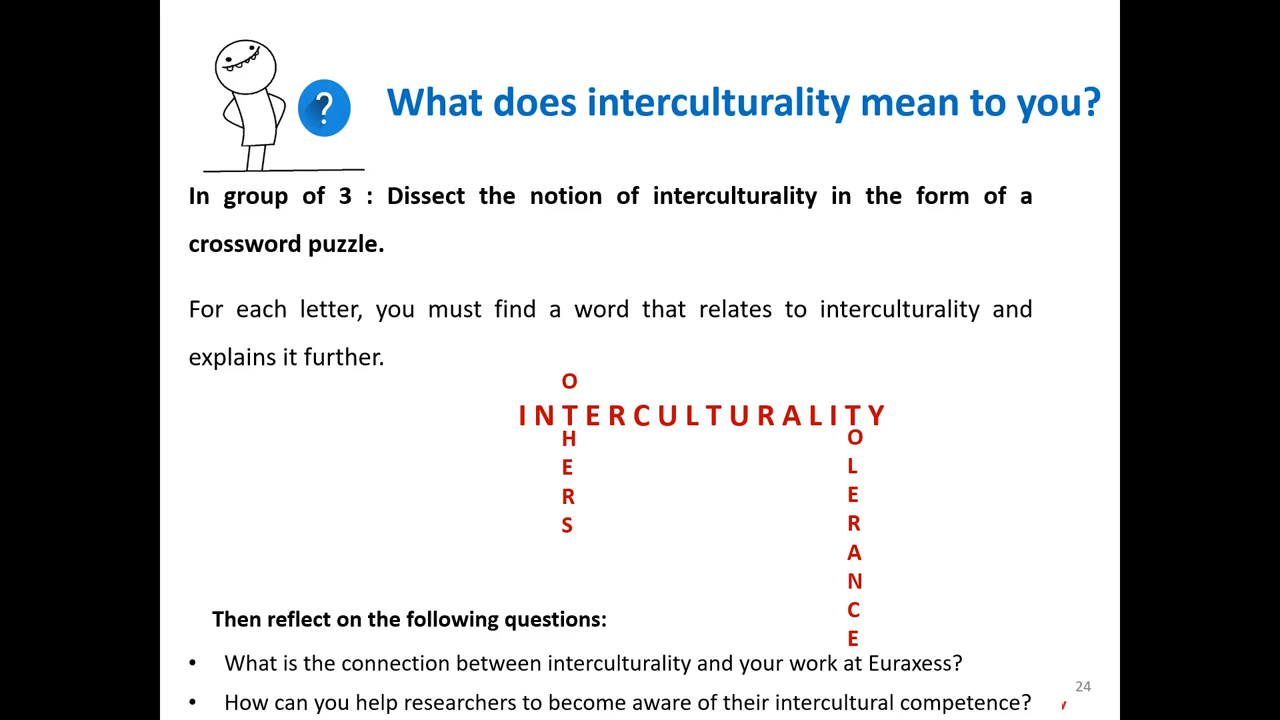 ?
What does interculturality mean to you?
In group of 3 : Dissect the notion of interculturality in the form of a
crossword puzzle.
For each letter, you must find a word that relates to interculturality and
explains it further.
O
INTERCULTURALITY
H
E
R
S
O
L
E
R
A
N
C
E
Then reflect on the following questions:
• What is the connection between interculturality and your work at Euraxess?
• How can you help researchers to become aware of their intercultural competence?
24